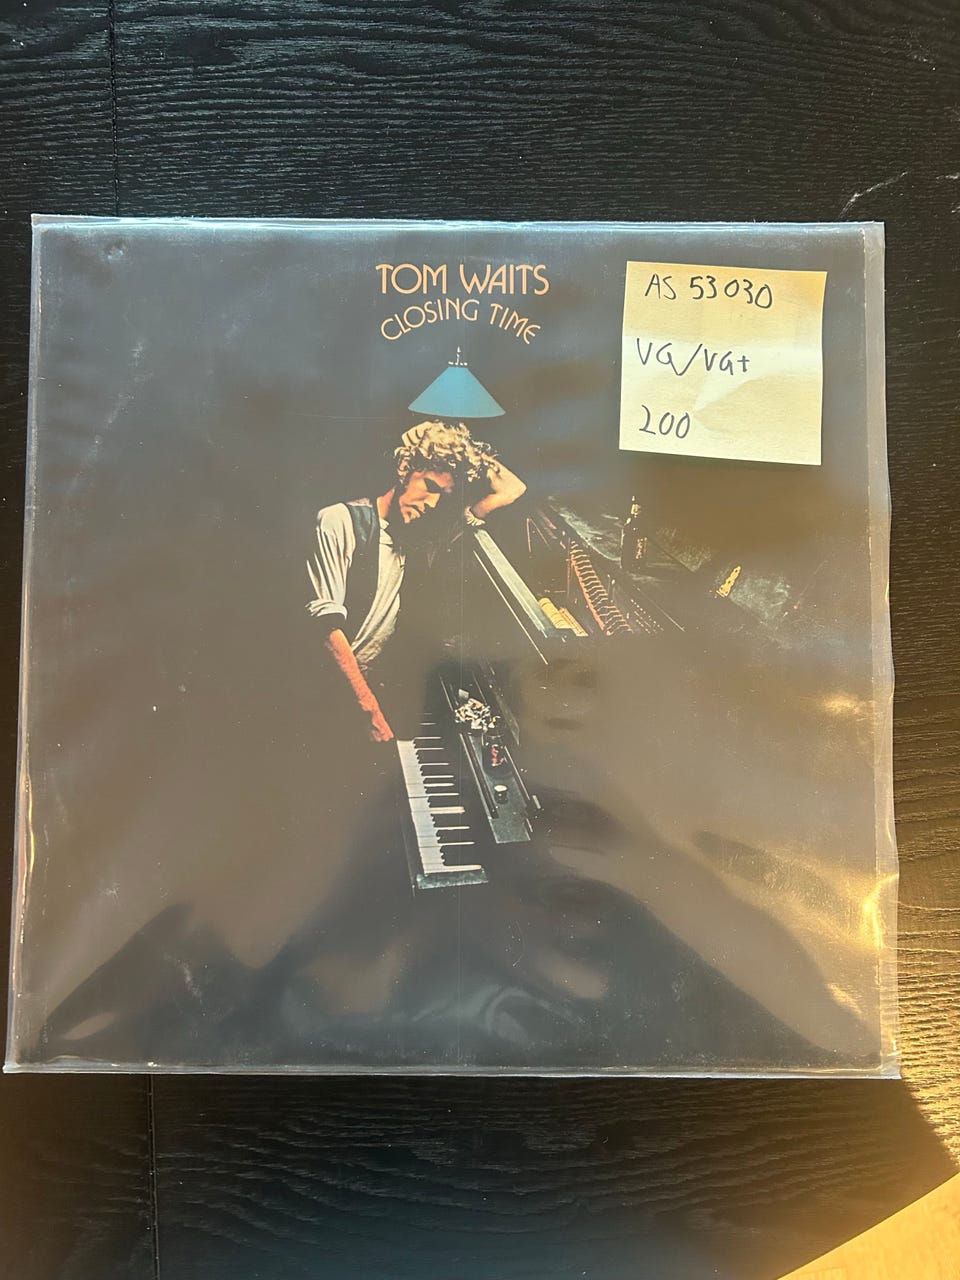 TOM WAITS
CLOSING TIME
AS 53030
VG/VG+
200